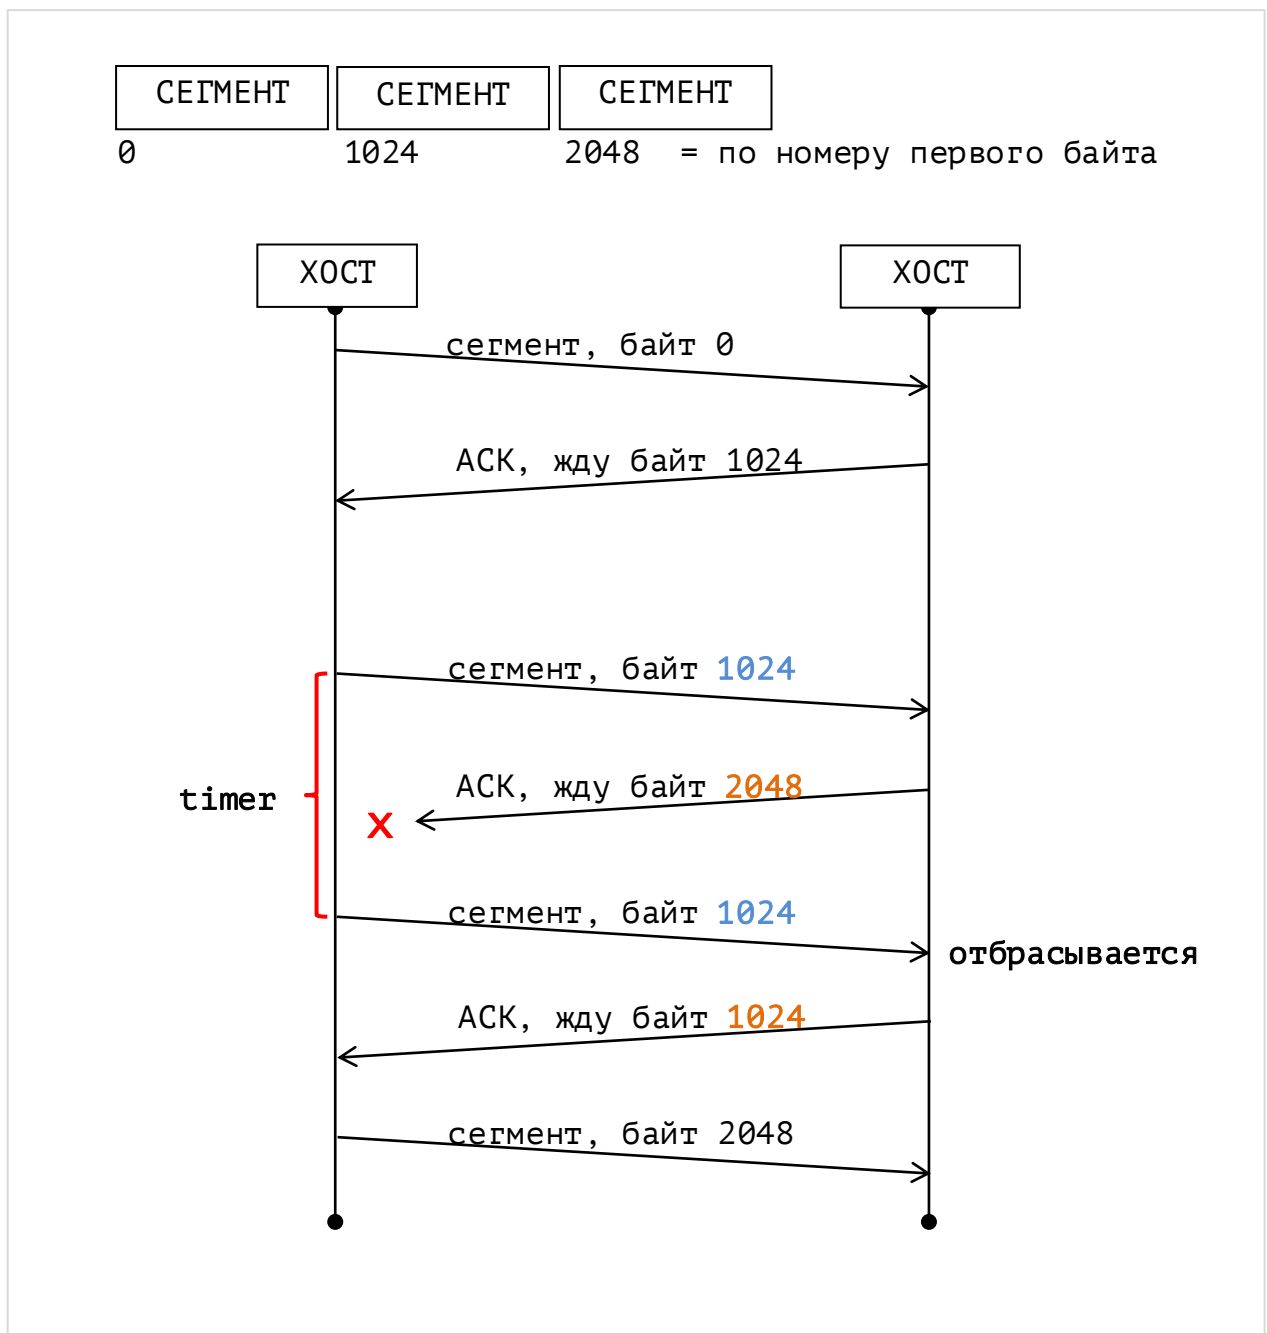 СЕГМЕНТ СЕГМЕНТ СЕГМЕНТ
0 1024 2048 = по номеру первого байта
ХОСТ ХОСТ
сегмент, байт 0
АСК, жду байт 1024
сегмент, байт 1024
АСК, жду байт 2048
timer
x
сегмент, байт 1024
отбрасывается
АСК, жду байт 1024
сегмент, байт 2048